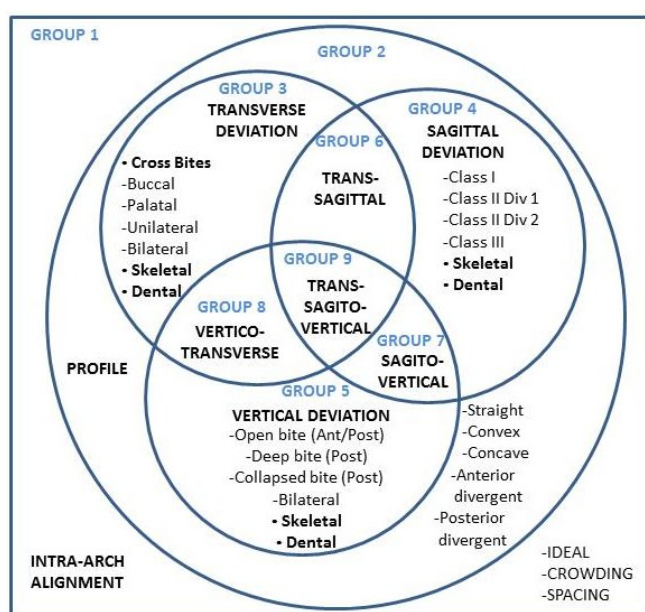 GROUP 1
GROUP 2
GROUP 3
TRANSVERSE
DEVIATION
• Cross Bites
-Buccal
-Palatal
-Unilateral
-Bilateral
• Skeletal
• Dental
GROUP 4
SAGITTAL
DEVIATION
-Class I
-Class II Div 1
-Class II Div 2
-Class III
• Skeletal
• Dental
GROUP 6
TRANS-
SAGITTAL
GROUP 9
TRANS-
SAGITO-
VERTICAL
GROUP 8
VERTICO-
TRANSVERSE
GROUP 7
SAGITO-
VERTICAL
PROFILE
GROUP 5
VERTICAL DEVIATION
-Open bite (Ant/Post)
-Deep bite (Post)
-Collapsed bite (Post)
-Bilateral
• Skeletal
• Dental
-Straight
-Convex
-Concave
-Anterior
divergent
-Posterior
divergent
INTRA-ARCH
ALIGNMENT
-IDEAL
-CROWDING
-SPACING